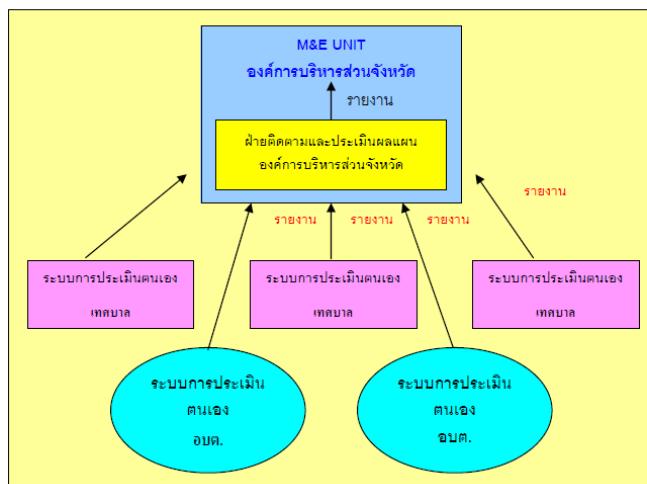 M&E UNIT
องค์การบริหารส่วนจังหวัด
รายงาน
ฝ่ายติดตามและประเมินผลแผน
องค์การบริหารส่วนจังหวัด
รายงาน
รายงาน รายงาน รายงาน
ระบบการประเมินตนเอง
เทศบาล
ระบบการประเมินตนเอง
เทศบาล
ระบบการประเมินตนเอง
เทศบาล
ระบบการประเมิน
ตนเอง
อบต.
ระบบการประเมิน
ตนเอง
อบต.